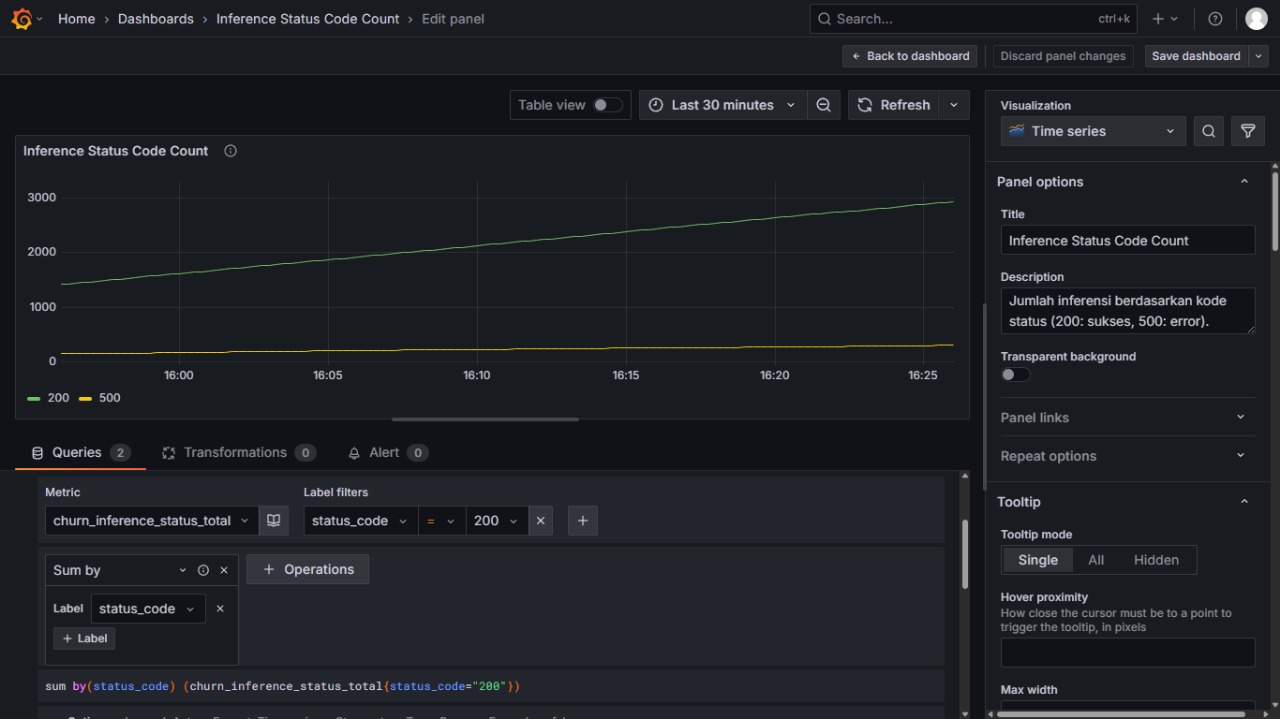 Home › Dashboards › Inference Status Code Count › Edit panel
Search... ctrl+k
Back to dashboard
Discard panel changes
Save dashboard
Table view
Last 30 minutes
Refresh
Inference Status Code Count
3000
2000
1000
0
16:00 16:05 16:10 16:15 16:20 16:25
200 500
Queries 2
Transformations 0
Alert 0
Metric
Label filters
churn_inference_status_total
status_code = 200
Sum by
Operations
Label status_code
+ Label
sum by(status_code) (churn_inference_status_total{status_code="200"})
Visualization
Time series
Panel options
Title
Inference Status Code Count
Description
Jumlah inferensi berdasarkan kode
status (200: sukses, 500: error).
Transparent background
Panel links
Repeat options
Tooltip
Tooltip mode
Single All Hidden
Hover proximity
How close the cursor must be to a point to
trigger the tooltip, in pixels
Max width